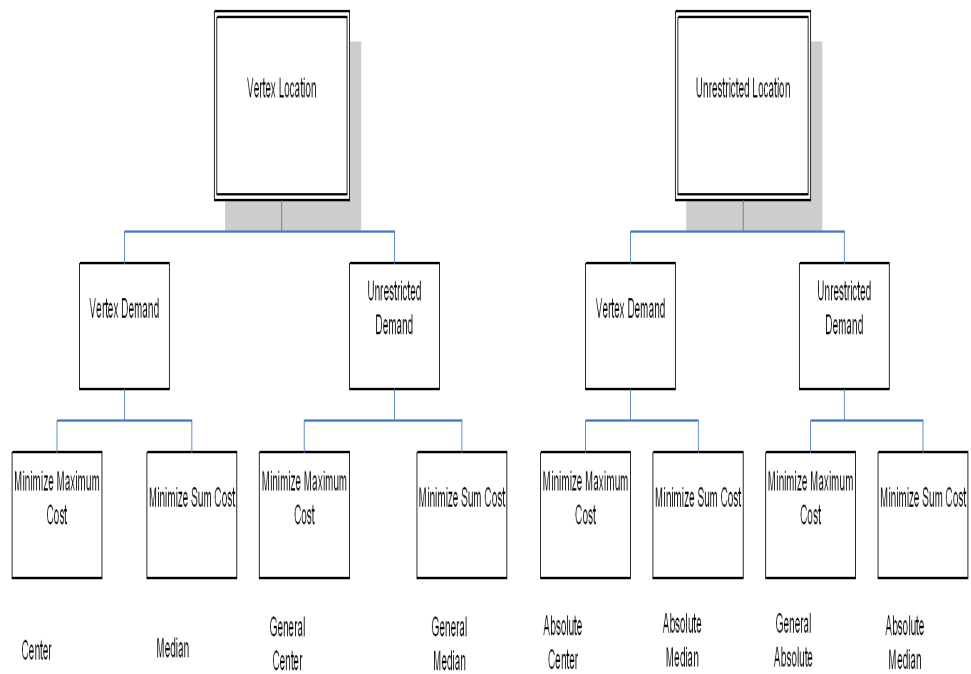 Vertex Location
Unrestricted Location
Vertex Demand
Unrestricted
Demand
Vertex Demand
Unrestricted
Demand
Minimize Maximum
Cost
Minimize Sum Cost
Minimize Maximum
Cost
Minimize Sum Cost
Minimize Maximum
Cost
Minimize Sum Cost
Minimize Maximum
Cost
Minimize Sum Cost
Center
Median
General
Center
General
Median
Absolute
Center
Absolute
Median
General
Absolute
Absolute
Median